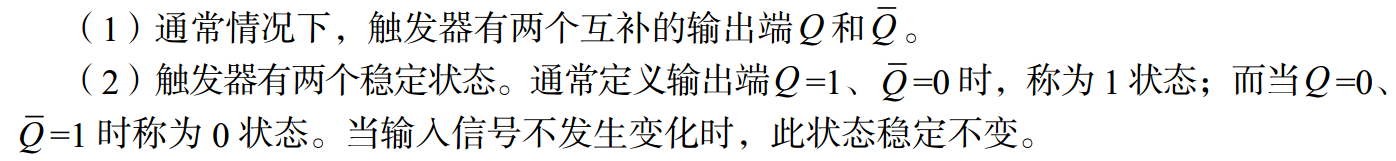 （1）通常情况下，触发器有两个互补的输出端Q和Q̅。
（2）触发器有两个稳定状态。通常定义输出端Q=1、Q̅=0时，称为1状态；而当Q=0、
Q̅=1时称为0状态。当输入信号不发生变化时，此状态稳定不变。